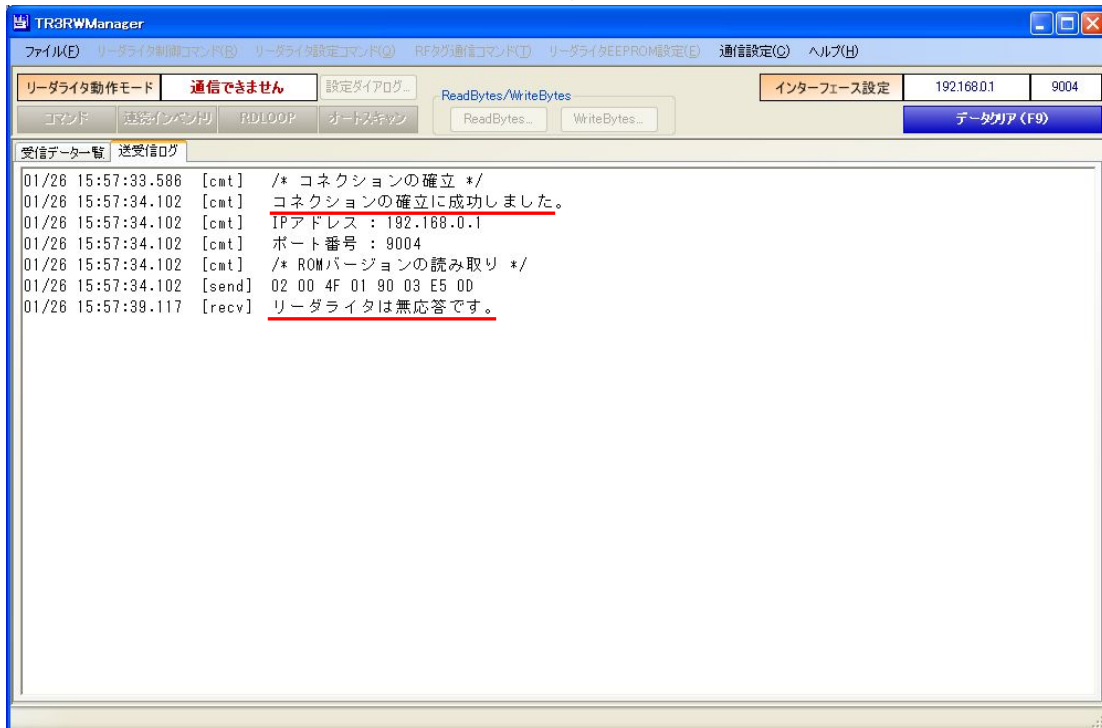 TR3RWManager
ファイル(F) リーダライタ制御コマンド(R) リーダライタ設定コマンド(Q) RFタグ通信コマンド(T) リーダライタEEPROM設定(E) 通信設定(C) ヘルプ(H)
リーダライタ動作モード 通信できません 設定ダイアログ... ReadBytes/WriteBytes インターフェース設定 192.168.0.1 9004
コマンド 連続インベントリ RDLOOP オートスキャン ReadBytes... WriteBytes... データクリア (F9)
受信データ一覧 送受信ログ
01/26 15:57:33.586 [cmt] /* コネクションの確立 */
01/26 15:57:34.102 [cmt] コネクションの確立に成功しました。
01/26 15:57:34.102 [cmt] IPアドレス : 192.168.0.1
01/26 15:57:34.102 [cmt] ポート番号 : 9004
01/26 15:57:34.102 [cmt] /* ROMバージョンの読み取り */
01/26 15:57:34.102 [send] 02 00 4F 01 90 03 E5 0D
01/26 15:57:39.117 [recv] リーダライタは無応答です。